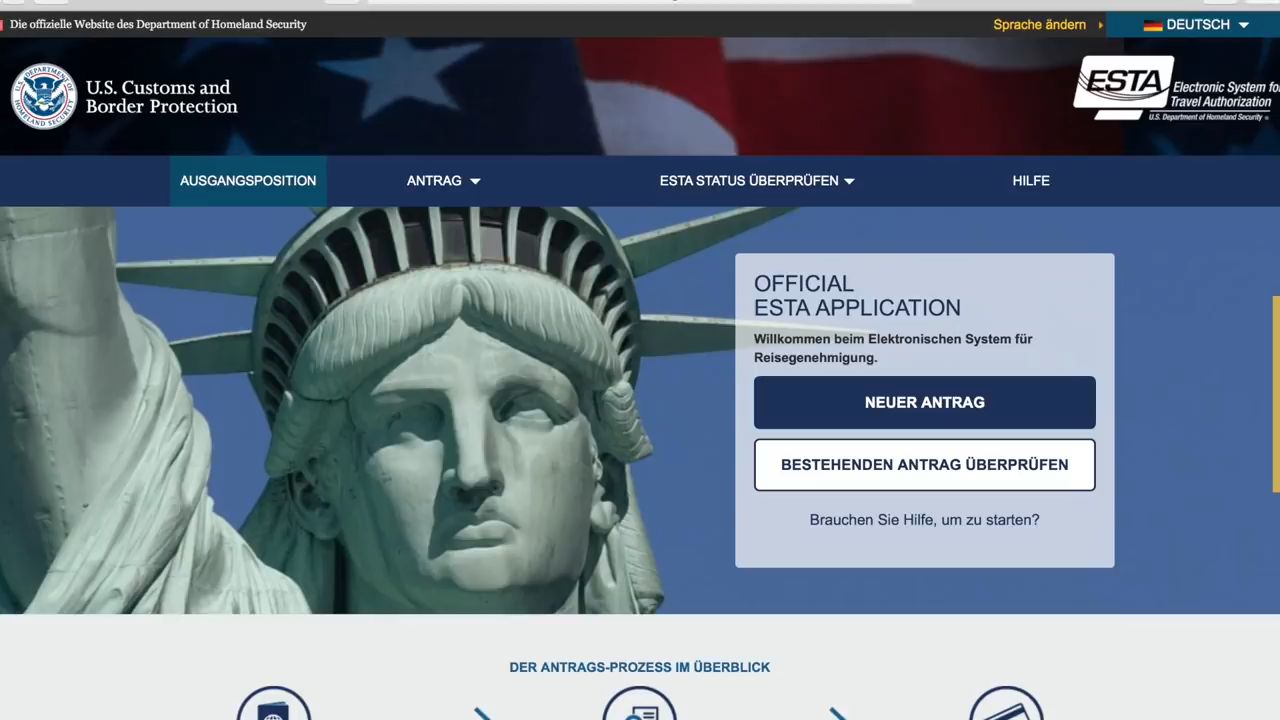 Die offizielle Website des Department of Homeland Security
Sprache ändern
DEUTSCH
U.S. Customs and
Border Protection
ESTA
Electronic System for
Travel Authorization
U.S. Department of Homeland Security
AUSGANGSPOSITION
ANTRAG
ESTA STATUS ÜBERPRÜFEN
HILFE
OFFICIAL
ESTA APPLICATION
Willkommen beim Elektronischen System für
Reisegenehmigung.
NEUER ANTRAG
BESTEHENDEN ANTRAG ÜBERPRÜFEN
Brauchen Sie Hilfe, um zu starten?
DER ANTRAGS-PROZESS IM ÜBERBLICK